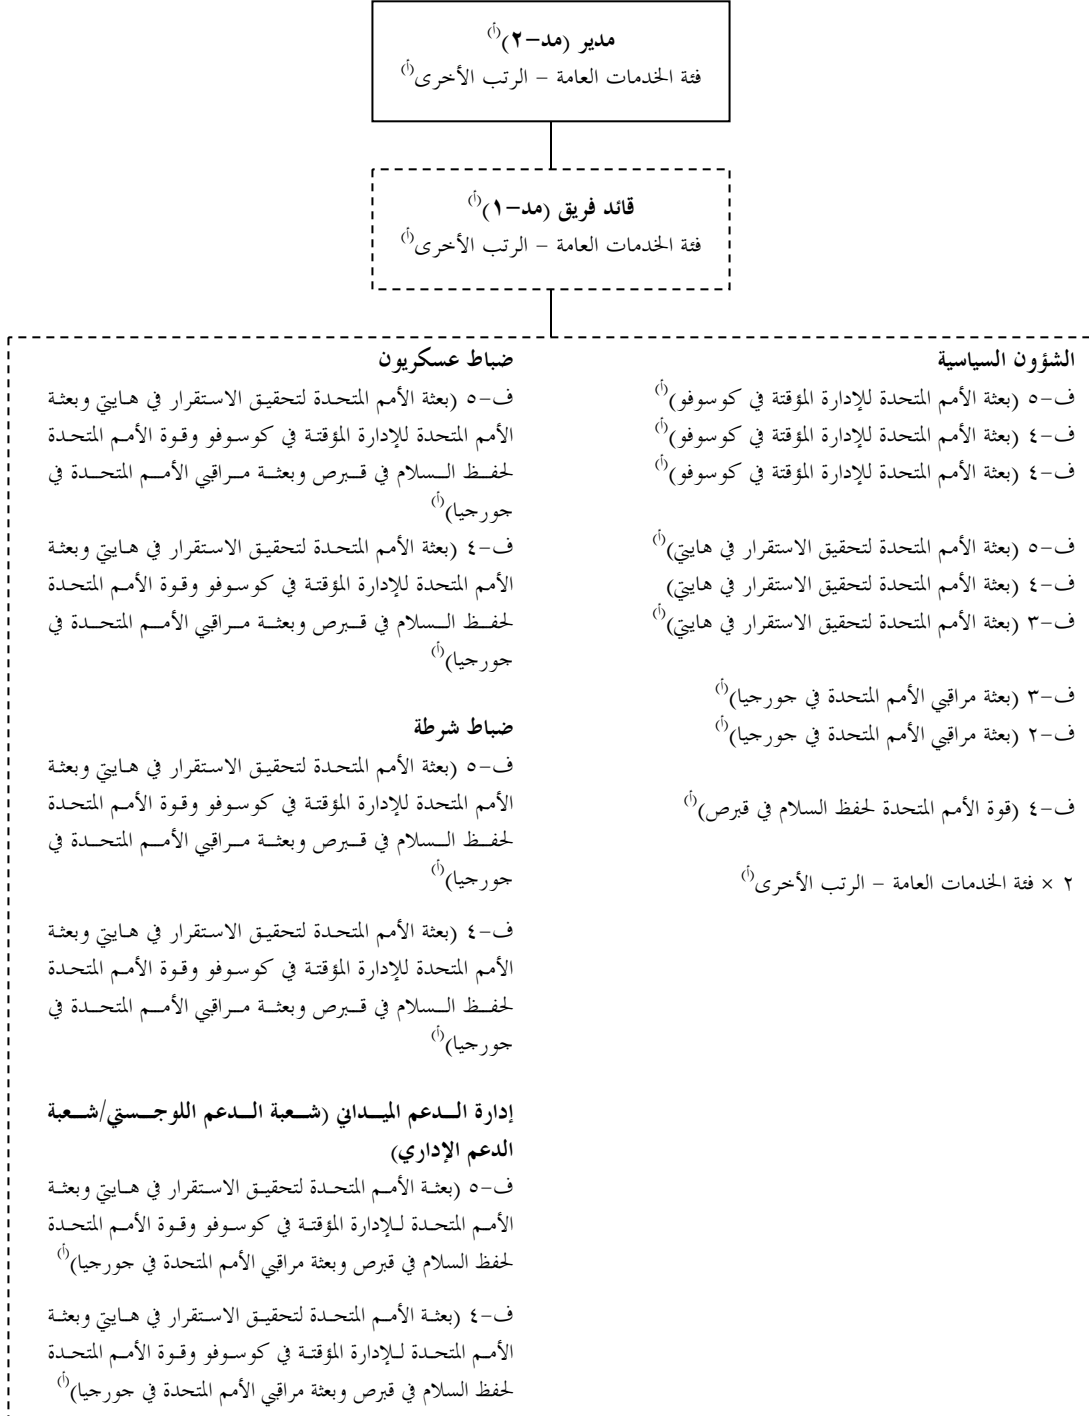 مدير (مد-٢)(أ)
فئة الخدمات العامة - الرتب الأخرى(أ)
قائد فريق (مد-١)(أ)
فئة الخدمات العامة - الرتب الأخرى(أ)
الشؤون السياسية
ف-٥ (بعثة الأمم المتحدة للإدارة المؤقتة في كوسوفو)(أ)
ف-٤ (بعثة الأمم المتحدة للإدارة المؤقتة في كوسوفو)(أ)
ف-٤ (بعثة الأمم المتحدة للإدارة المؤقتة في كوسوفو)(أ)
ف-٥ (بعثة الأمم المتحدة لتحقيق الاستقرار في هايتي)(أ)
ف-٤ (بعثة الأمم المتحدة لتحقيق الاستقرار في هايتي)
ف-٣ (بعثة الأمم المتحدة لتحقيق الاستقرار في هايتي)(أ)
ف-٣ (بعثة مراقبي الأمم المتحدة في جورجيا)(أ)
ف-٢ (بعثة مراقبي الأمم المتحدة في جورجيا)(أ)
ف-٤ (قوة الأمم المتحدة لحفظ السلام في قبرص)(أ)
٢ × فئة الخدمات العامة - الرتب الأخرى(أ)
ضباط عسكريون
ف-٥ (بعثة الأمم المتحدة لتحقيق الاستقرار في هايتي وبعثة
الأمم المتحدة للإدارة المؤقتة في كوسوفو وقوة الأمم المتحدة
لحفظ السلام في قبرص وبعثة مراقبي الأمم المتحدة في
جورجيا)(أ)
ف-٤ (بعثة الأمم المتحدة لتحقيق الاستقرار في هايتي وبعثة
الأمم المتحدة للإدارة المؤقتة في كوسوفو وقوة الأمم المتحدة
لحفظ السلام في قبرص وبعثة مراقبي الأمم المتحدة في
جورجيا)(أ)
ضباط شرطة
ف-٥ (بعثة الأمم المتحدة لتحقيق الاستقرار في هايتي وبعثة
الأمم المتحدة للإدارة المؤقتة في كوسوفو وقوة الأمم المتحدة
لحفظ السلام في قبرص وبعثة مراقبي الأمم المتحدة في
جورجيا)(أ)
ف-٤ (بعثة الأمم المتحدة لتحقيق الاستقرار في هايتي وبعثة
الأمم المتحدة للإدارة المؤقتة في كوسوفو وقوة الأمم المتحدة
لحفظ السلام في قبرص وبعثة مراقبي الأمم المتحدة في
جورجيا)(أ)
إدارة الدعم الميداني (شعبة الدعم اللوجستي/شعبة
الدعم الإداري)
ف-٥ (بعثة الأمم المتحدة لتحقيق الاستقرار في هايتي وبعثة
الأمم المتحدة للإدارة المؤقتة في كوسوفو وقوة الأمم المتحدة
لحفظ السلام في قبرص وبعثة مراقبي الأمم المتحدة في جورجيا)(أ)
ف-٤ (بعثة الأمم المتحدة لتحقيق الاستقرار في هايتي وبعثة
الأمم المتحدة للإدارة المؤقتة في كوسوفو وقوة الأمم المتحدة
لحفظ السلام في قبرص وبعثة مراقبي الأمم المتحدة في جورجيا)(أ)